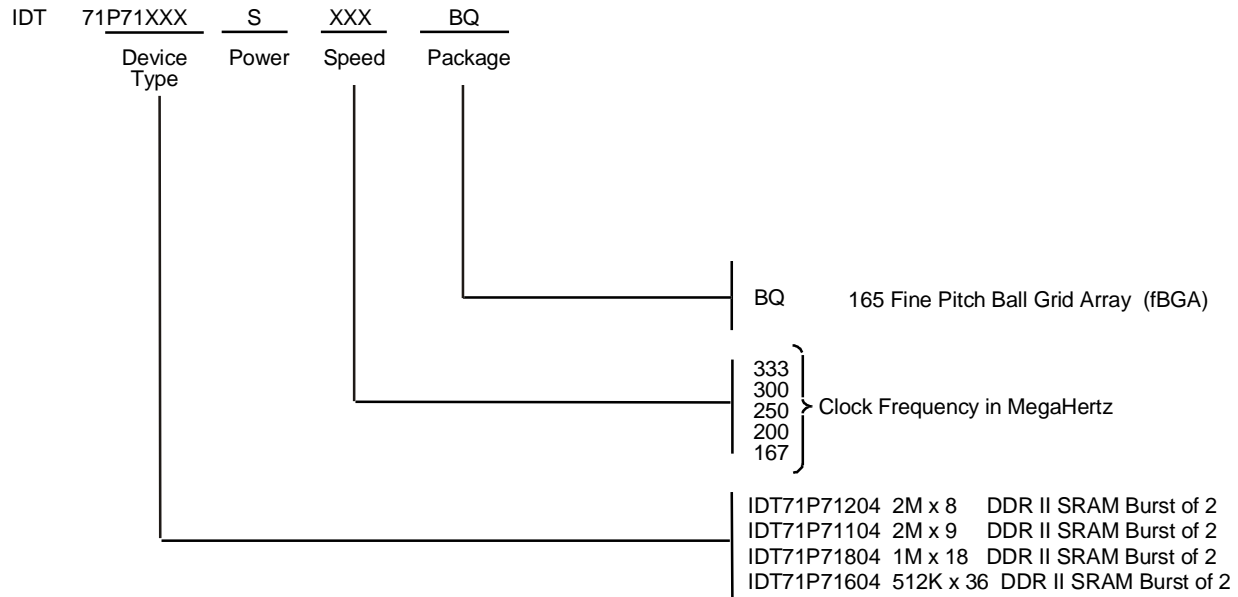 IDT 71P71XXX S XXX BQ
Device Type Power Speed Package
BQ 165 Fine Pitch Ball Grid Array (fBGA)
333
300
250
200
167
Clock Frequency in MegaHertz
IDT71P71204 2M x 8 DDR II SRAM Burst of 2
IDT71P71104 2M x 9 DDR II SRAM Burst of 2
IDT71P71804 1M x 18 DDR II SRAM Burst of 2
IDT71P71604 512K x 36 DDR II SRAM Burst of 2